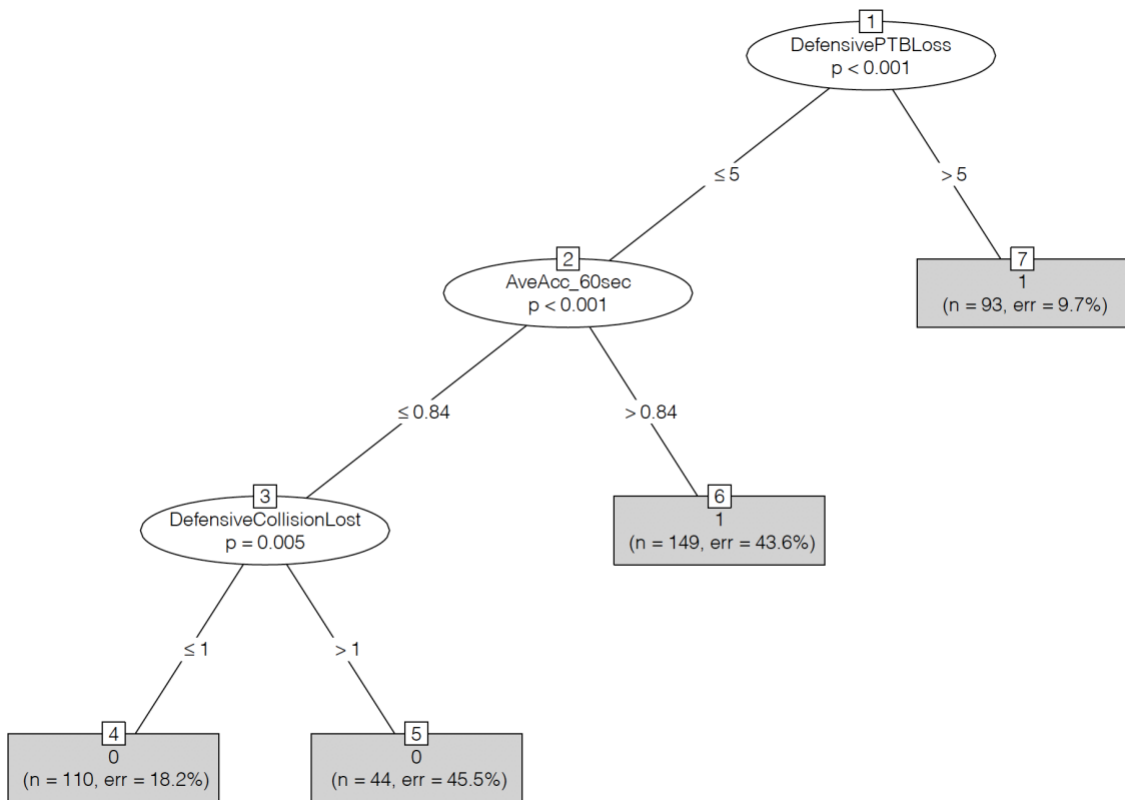 1
DefensivePTBLoss
p < 0.001
≤ 5
> 5
2
AveAcc_60sec
p < 0.001
7
1
(n = 93, err = 9.7%)
≤ 0.84
> 0.84
3
DefensiveCollisionLost
p = 0.005
6
1
(n = 149, err = 43.6%)
≤ 1
> 1
4
0
(n = 110, err = 18.2%)
5
0
(n = 44, err = 45.5%)